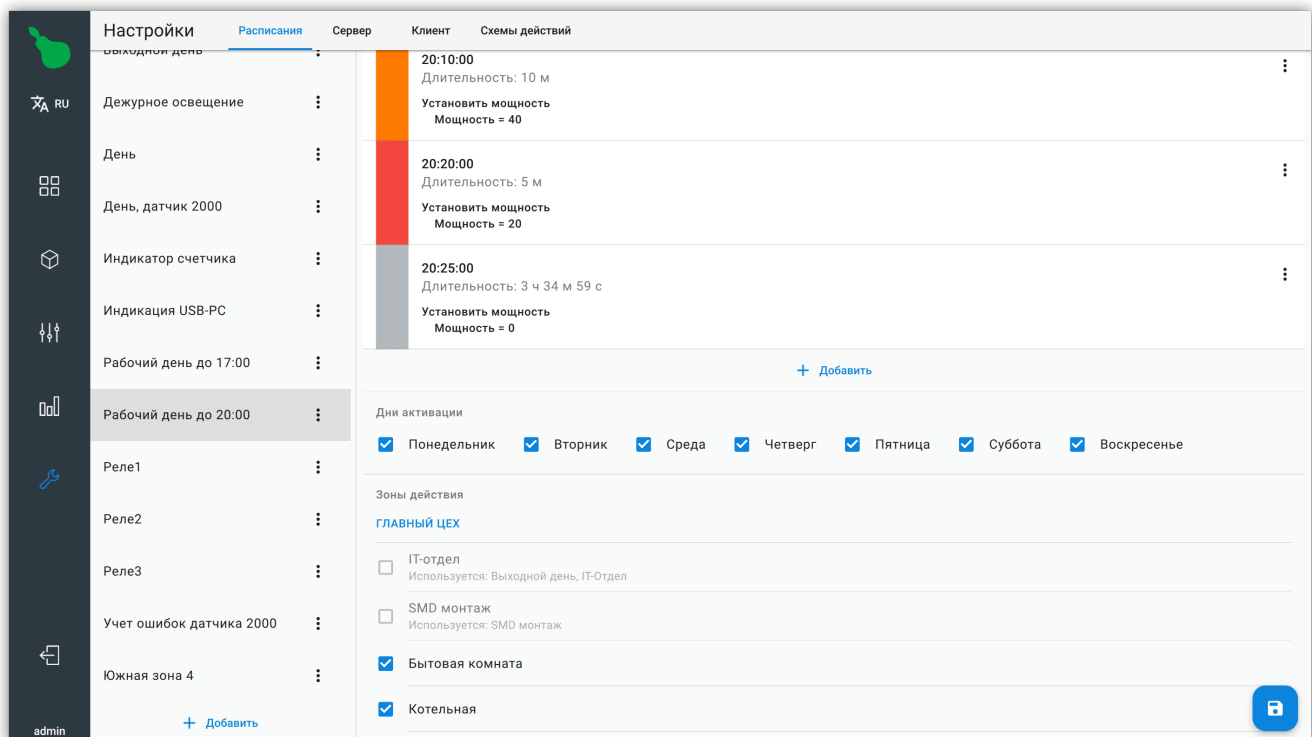 Настройки
Расписания
Сервер
Клиент
Схемы действий
RU
admin
Выходной день
Дежурное освещение
День
День, датчик 2000
Индикатор счетчика
Индикация USB-PC
Рабочий день до 17:00
Рабочий день до 20:00
Реле1
Реле2
Реле3
Учет ошибок датчика 2000
Южная зона 4
+ Добавить
20:10:00
Длительность: 10 м
Установить мощность
Мощность = 40
20:20:00
Длительность: 5 м
Установить мощность
Мощность = 20
20:25:00
Длительность: 3 ч 34 м 59 с
Установить мощность
Мощность = 0
+ Добавить
Дни активации
Понедельник
Вторник
Среда
Четверг
Пятница
Суббота
Воскресенье
Зоны действия
ГЛАВНЫЙ ЦЕХ
IT-отдел
Используется: Выходной день, IT-Отдел
SMD монтаж
Используется: SMD монтаж
Бытовая комната
Котельная